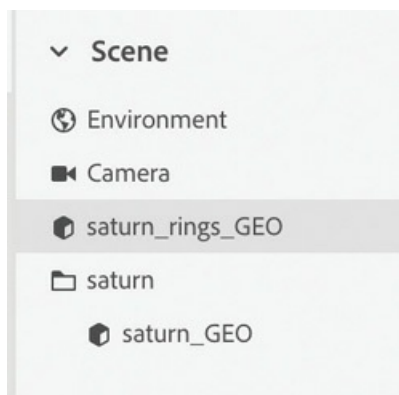 Scene
Environment
Camera
saturn_rings_GEO
saturn
saturn_GEO